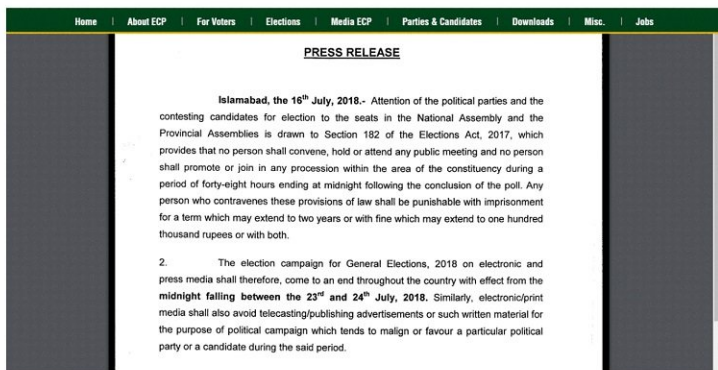 Home | About ECP | For Voters | Elections | Media ECP | Parties & Candidates | Downloads | Misc. | Jobs
PRESS RELEASE
Islamabad, the 16th July, 2018.- Attention of the political parties and the
contesting candidates for election to the seats in the National Assembly and the
Provincial Assemblies is drawn to Section 182 of the Elections Act, 2017, which
provides that no person shall convene, hold or attend any public meeting and no person
shall promote or join in any procession within the area of the constituency during a
period of forty-eight hours ending at midnight following the conclusion of the poll. Any
person who contravenes these provisions of law shall be punishable with imprisonment
for a term which may extend to two years or with fine which may extend to one hundred
thousand rupees or with both.
2. The election campaign for General Elections, 2018 on electronic and
press media shall therefore, come to an end throughout the country with effect from the
midnight falling between the 23rd and 24th July, 2018. Similarly, electronic/print
media shall also avoid telecasting/publishing advertisements or such written material for
the purpose of political campaign which tends to malign or favour a particular political
party or a candidate during the said period.